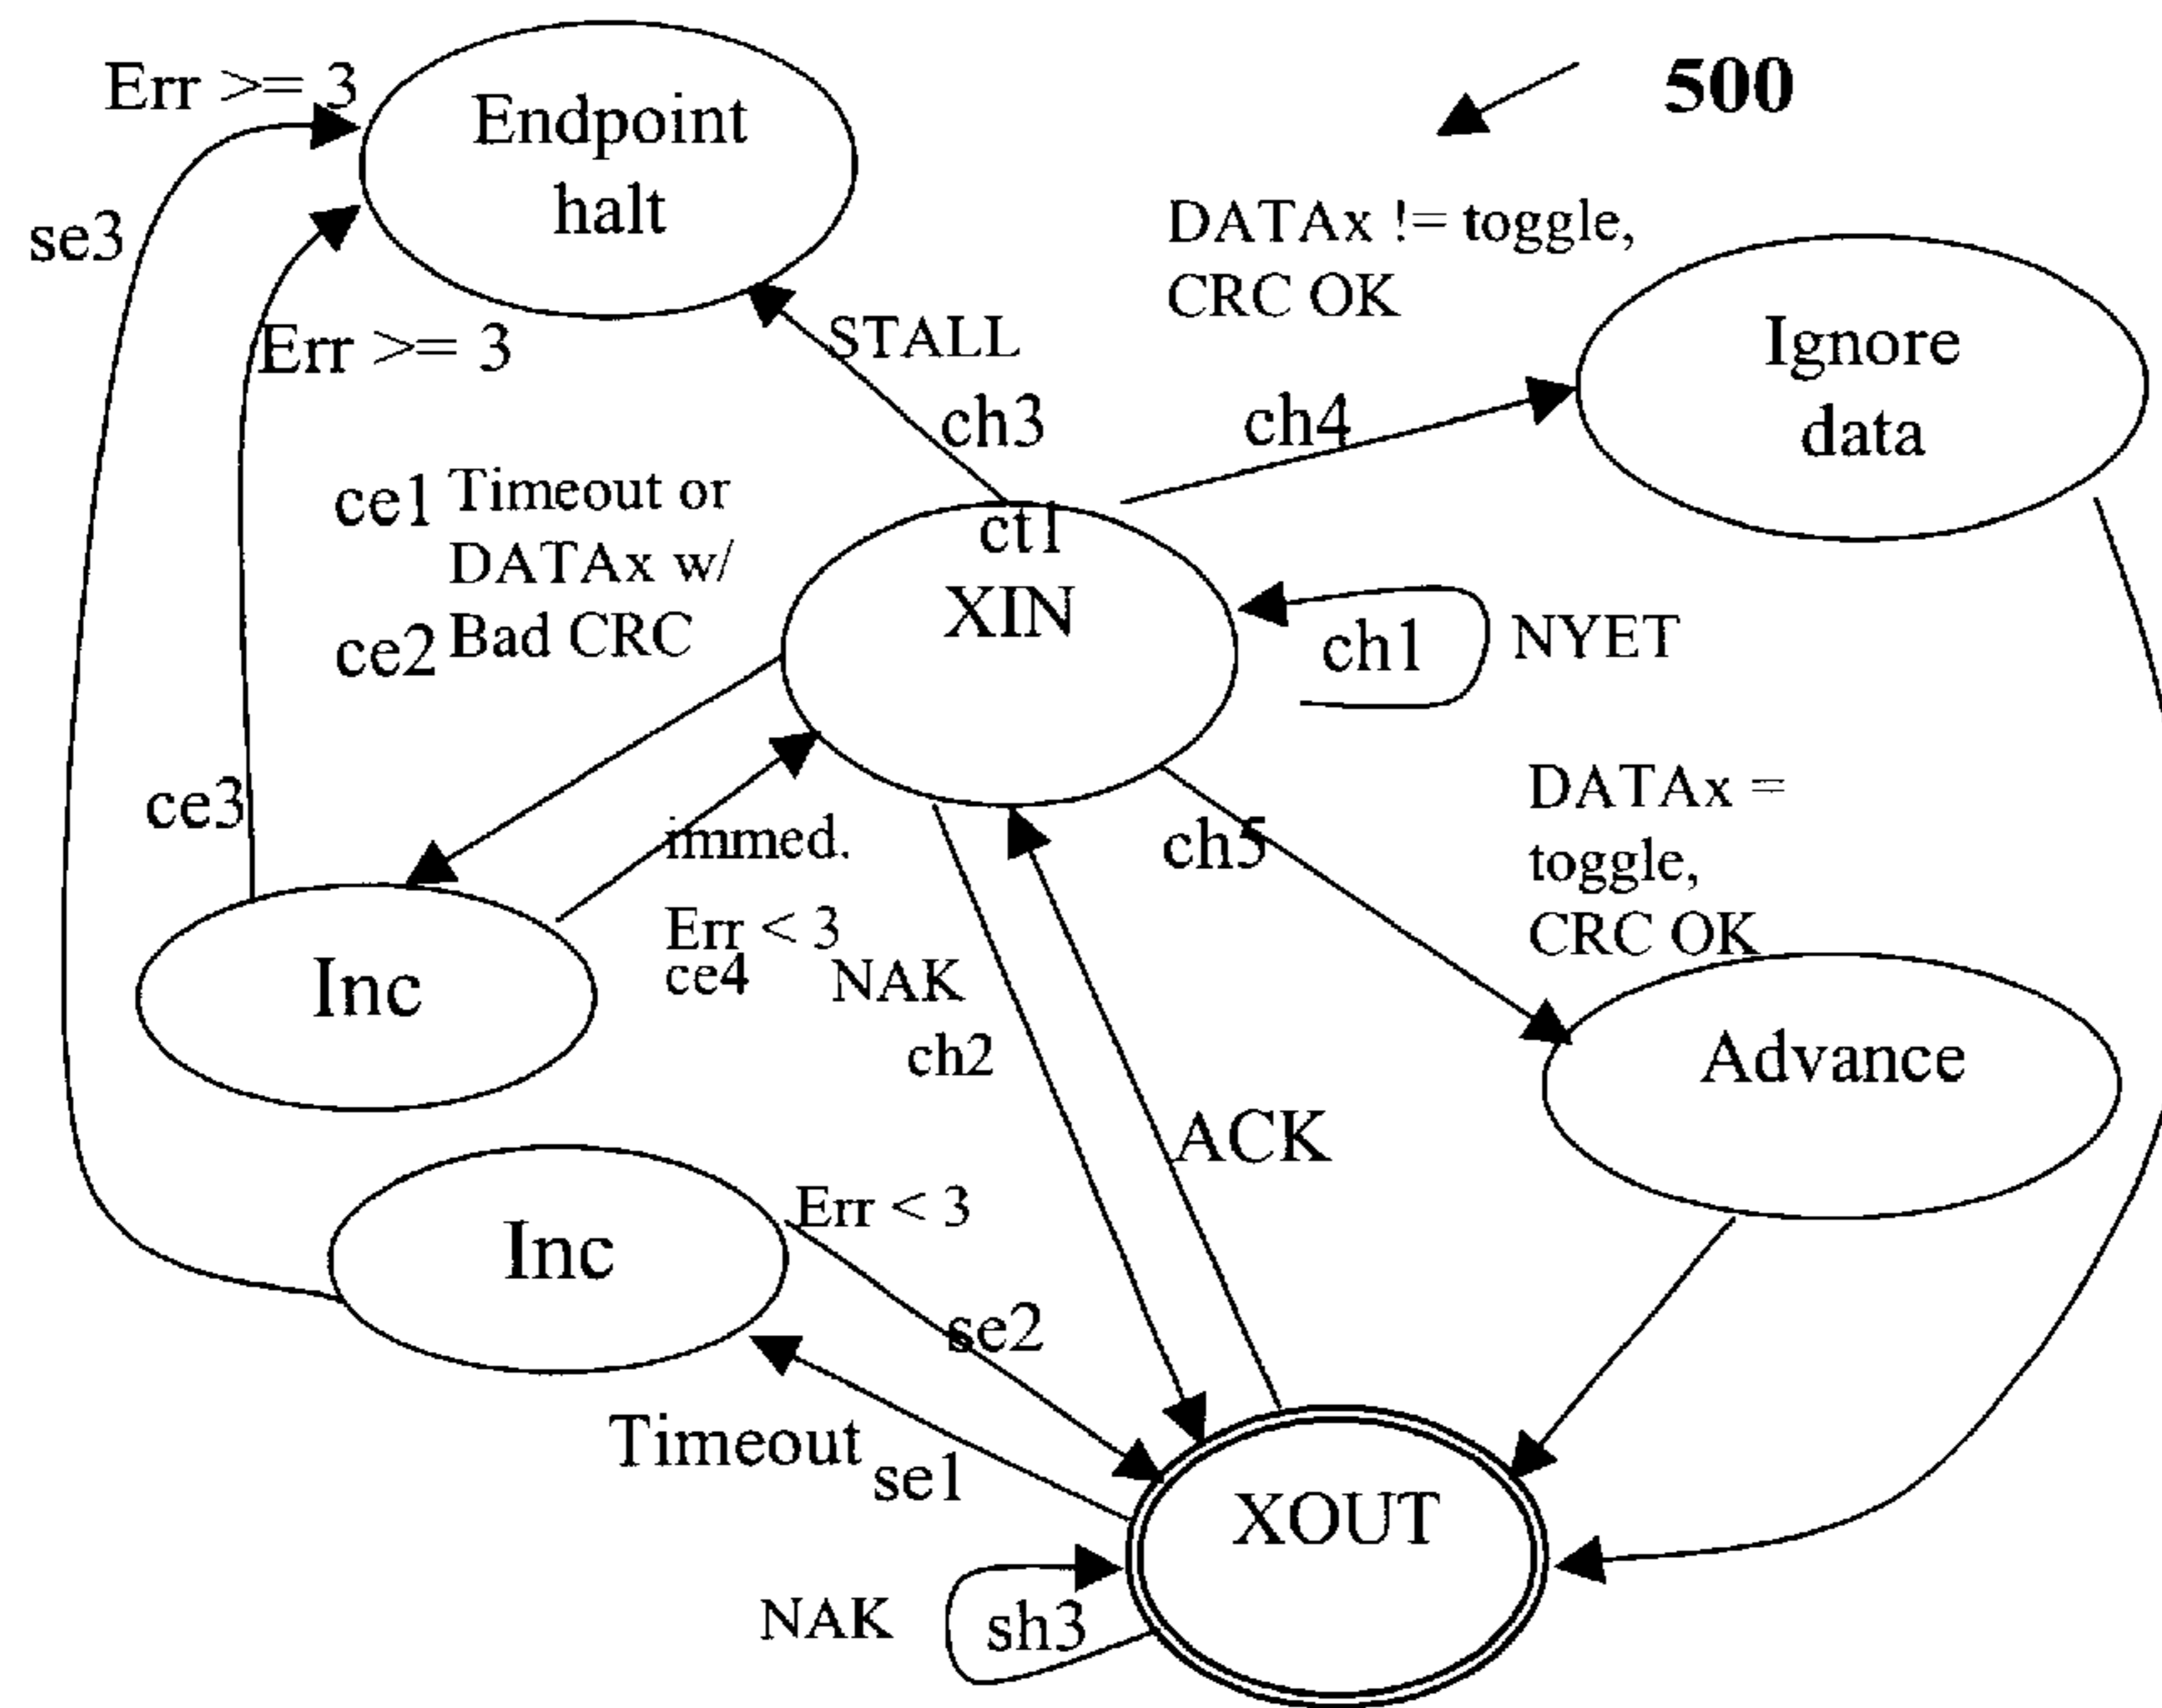 Err >= 3
500
Endpoint
halt
se3
DATAx != toggle,
CRC OK
Err >= 3
STALL
Ignore
data
ch3
ch4
ce1
Timeout or
DATAx w/
ce2
Bad CRC
ct1
XIN
ch1
NYET
ce3
immed.
ch5
DATAx =
toggle,
CRC OK
Err < 3
ce4
NAK
Inc
ch2
Advance
ACK
Err < 3
Inc
se2
Timeout
se1
XOUT
NAK
sh3